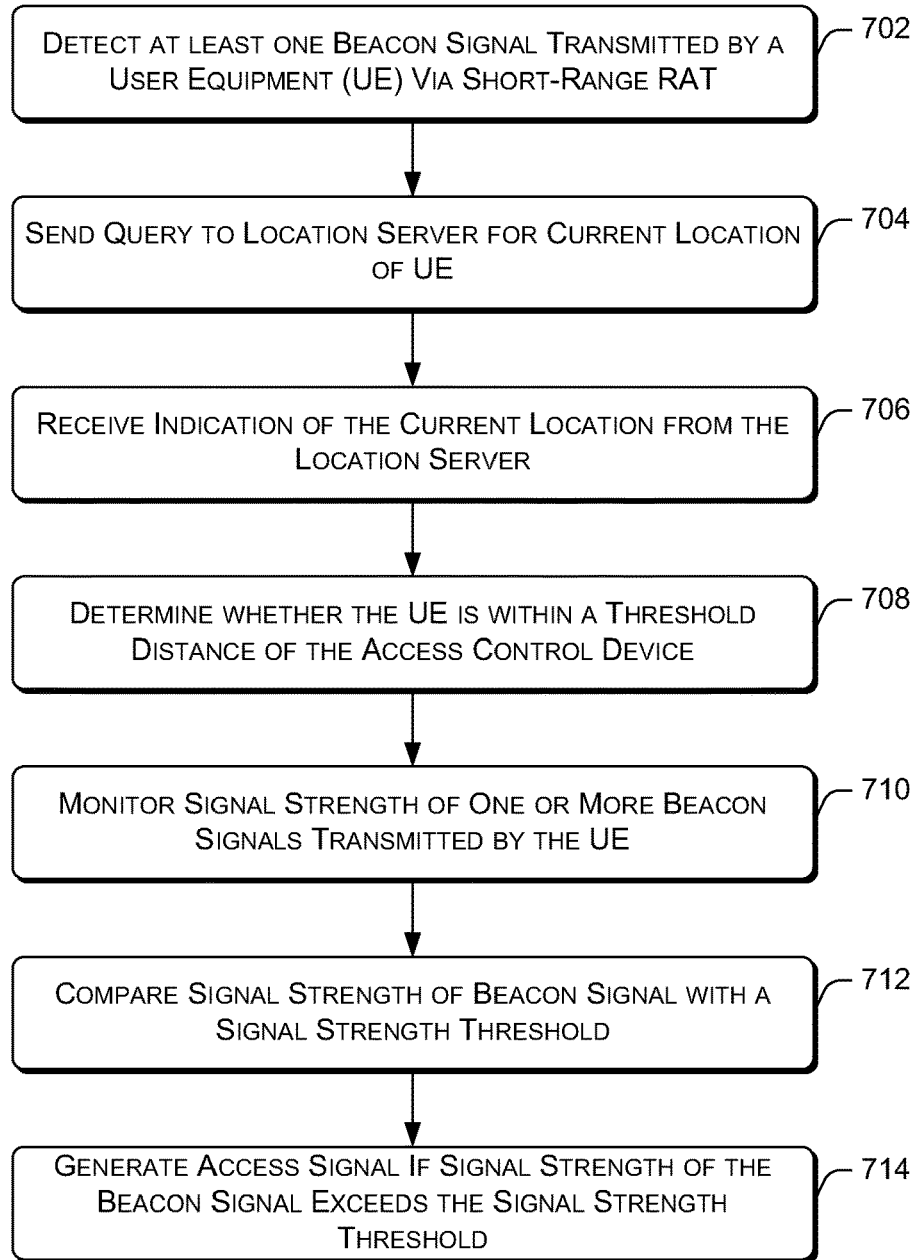 DETECT AT LEAST ONE BEACON SIGNAL TRANSMITTED BY A
USER EQUIPMENT (UE) VIA SHORT-RANGE RAT
702
SEND QUERY TO LOCATION SERVER FOR CURRENT LOCATION
OF UE
704
RECEIVE INDICATION OF THE CURRENT LOCATION FROM THE
LOCATION SERVER
706
DETERMINE WHETHER THE UE IS WITHIN A THRESHOLD
DISTANCE OF THE ACCESS CONTROL DEVICE
708
MONITOR SIGNAL STRENGTH OF ONE OR MORE BEACON
SIGNALS TRANSMITTED BY THE UE
710
COMPARE SIGNAL STRENGTH OF BEACON SIGNAL WITH A
SIGNAL STRENGTH THRESHOLD
712
GENERATE ACCESS SIGNAL IF SIGNAL STRENGTH OF THE
BEACON SIGNAL EXCEEDS THE SIGNAL STRENGTH
THRESHOLD
714